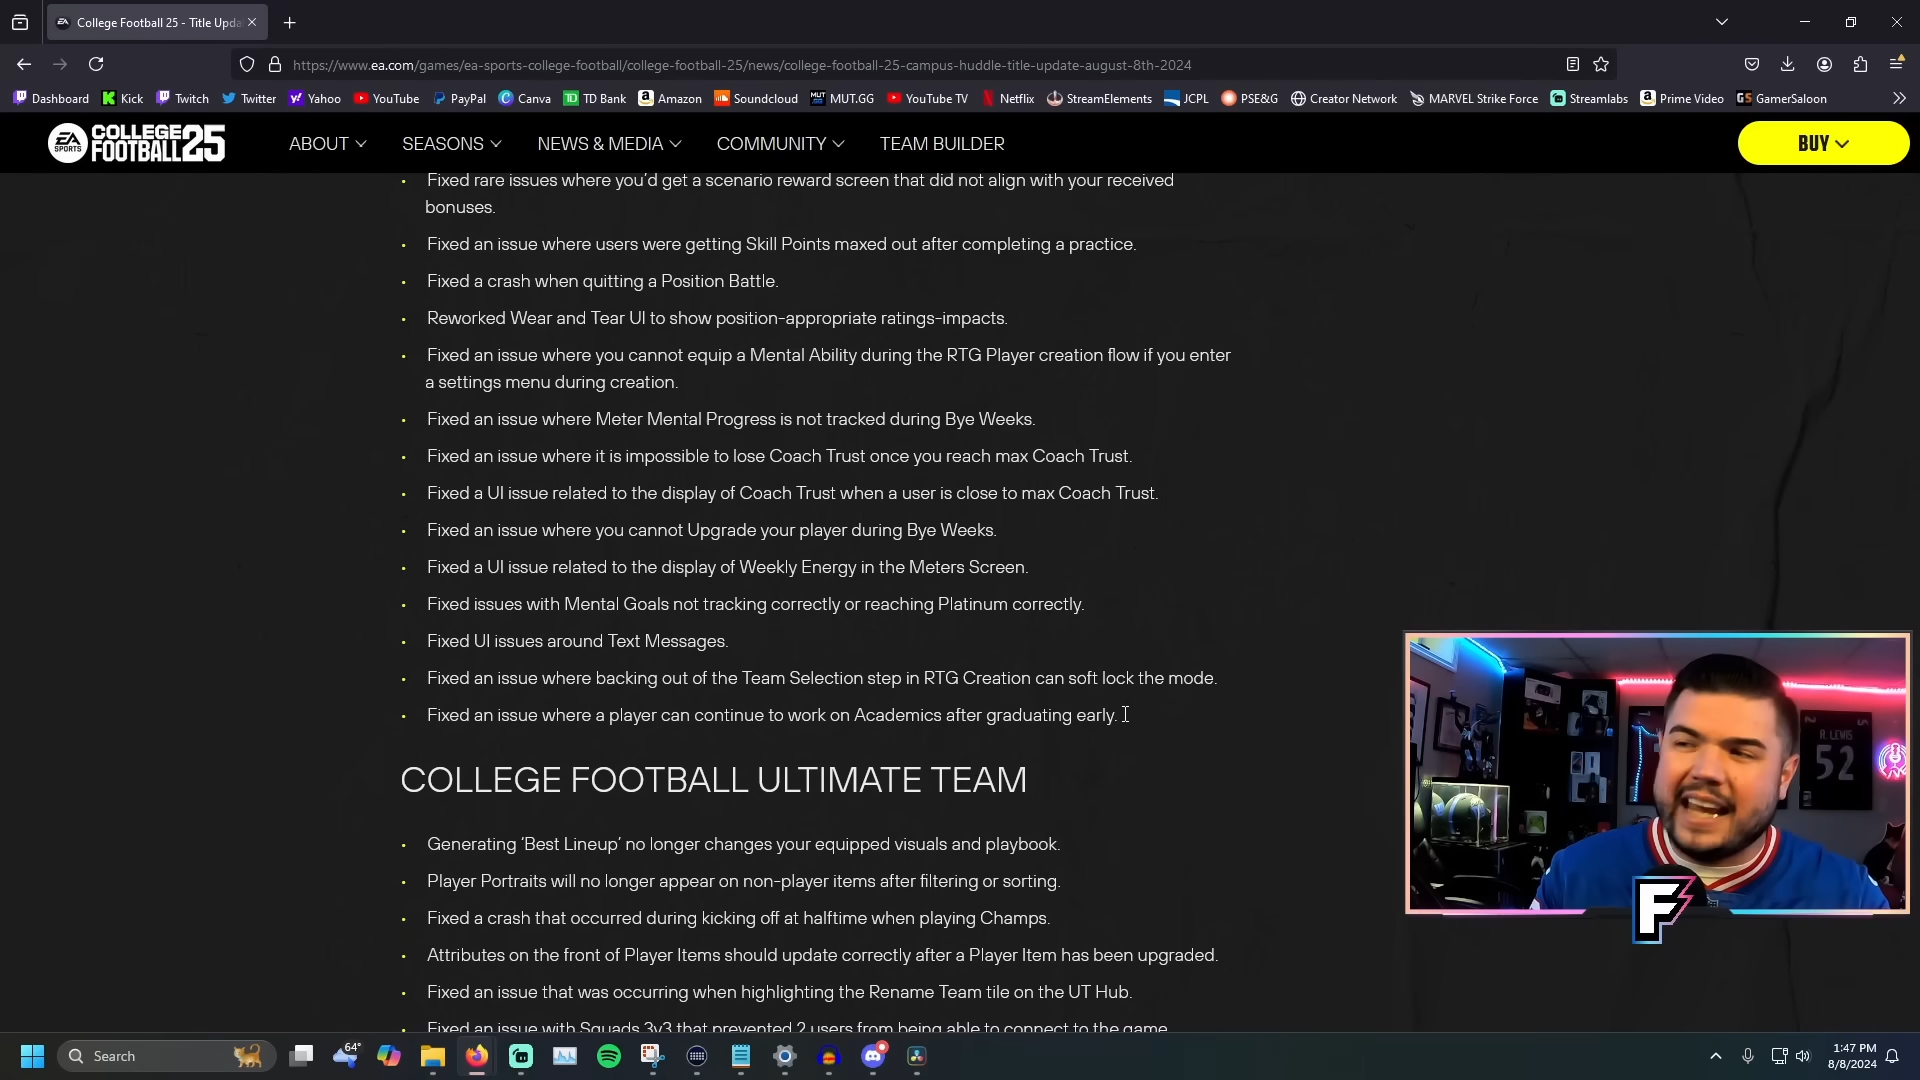 College Football 25 - Title Upda
https://www.ea.com/games/ea-sports-college-football/college-football-25/news/college-football-25-campus-huddle-title-update-august-8th-2024
Dashboard Kick Twitch Twitter Yahoo YouTube PayPal Canva TD Bank Amazon Soundcloud MUT.GG YouTube TV Netflix StreamElements JCPL PSE&G Creator Network MARVEL Strike Force Streamlabs Prime Video GamerSaloon
EA SPORTS COLLEGE FOOTBALL 25 ABOUT SEASONS NEWS & MEDIA COMMUNITY TEAM BUILDER BUY
• Fixed rare issues where you’d get a scenario reward screen that did not align with your received
bonuses.
• Fixed an issue where users were getting Skill Points maxed out after completing a practice.
• Fixed a crash when quitting a Position Battle.
• Reworked Wear and Tear UI to show position-appropriate ratings-impacts.
• Fixed an issue where you cannot equip a Mental Ability during the RTG Player creation flow if you enter
a settings menu during creation.
• Fixed an issue where Meter Mental Progress is not tracked during Bye Weeks.
• Fixed an issue where it is impossible to lose Coach Trust once you reach max Coach Trust.
• Fixed a UI issue related to the display of Coach Trust when a user is close to max Coach Trust.
• Fixed an issue where you cannot Upgrade your player during Bye Weeks.
• Fixed a UI issue related to the display of Weekly Energy in the Meters Screen.
• Fixed issues with Mental Goals not tracking correctly or reaching Platinum correctly.
• Fixed UI issues around Text Messages.
• Fixed an issue where backing out of the Team Selection step in RTG Creation can soft lock the mode.
• Fixed an issue where a player can continue to work on Academics after graduating early.
R. LEWIS
52
F
COLLEGE FOOTBALL ULTIMATE TEAM
• Generating ‘Best Lineup’ no longer changes your equipped visuals and playbook.
• Player Portraits will no longer appear on non-player items after filtering or sorting.
• Fixed a crash that occurred during kicking off at halftime when playing Champs.
• Attributes on the front of Player Items should update correctly after a Player Item has been upgraded.
• Fixed an issue that was occurring when highlighting the Rename Team tile on the UT Hub.
Fixed an issue with Squads 3v3 that prevented 2 users from being able to connect to the game
Search
64°
1:47 PM
8/8/2024